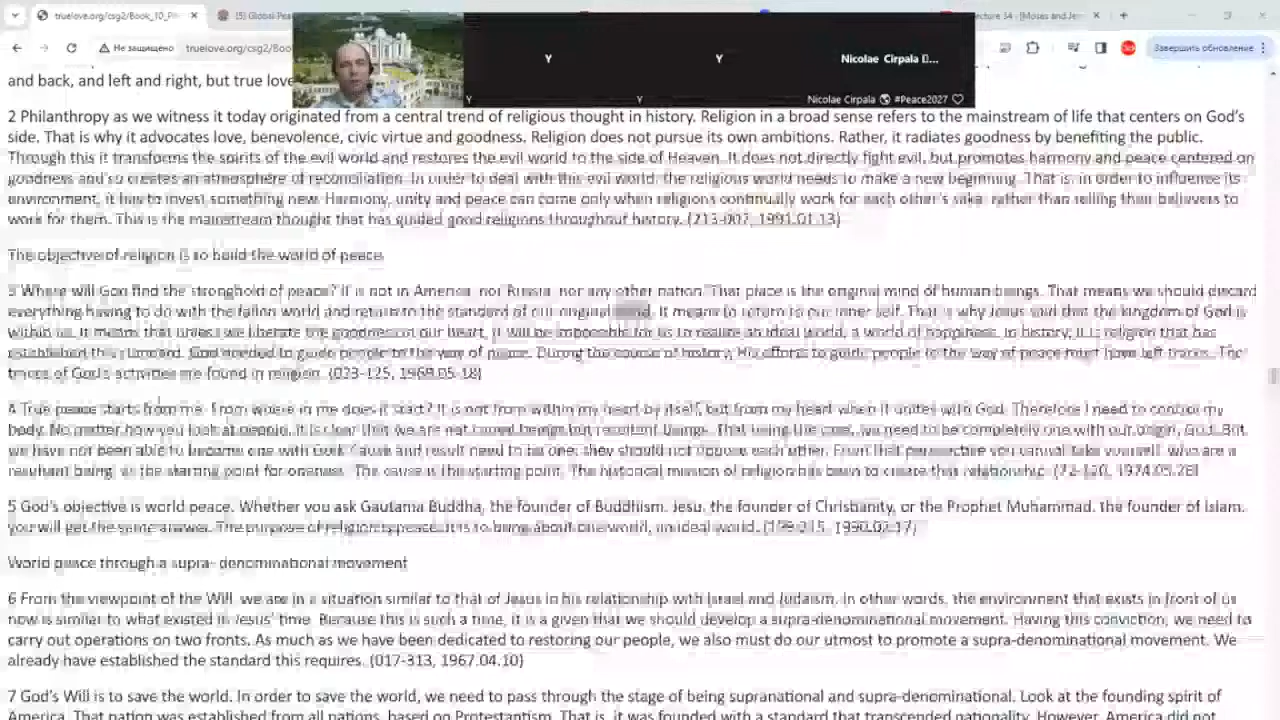 truelove.org/csg2/Book_10_P
(5) Global Pea
ecture 34 - [Moses and Je
Не защищено
truelove.org/csg2/Boo
Завершить обновление
Y
Y
Nicolae Cirpala
Y
Y
Nicolae Cirpala 🌎 #Peace2027 ♡
and back, and left and right, but true love
2 Philanthropy as we witness it today originated from a central trend of religious thought in history. Religion in a broad sense refers to the mainstream of life that centers on God's
side. That is why it advocates love, benevolence, civic virtue and goodness. Religion does not pursue its own ambitions. Rather, it radiates goodness by benefiting the public.
Through this it transforms the spirits of the evil world and restores the evil world to the side of Heaven. It does not directly fight evil, but promotes harmony and peace centered on
goodness and so creates an atmosphere of reconciliation. In order to deal with this evil world, the religious world needs to make a new beginning. That is, in order to influence its
environment, it has to invest something new. Harmony, unity and peace can come only when religions continually work for each other's sake, rather than telling their believers to
work for them. This is the mainstream thought that has guided good religions throughout history. (213-002, 1991.01.13)
The objective of religion is to build the world of peace
3 Where will God find the stronghold of peace? It is not in America, nor Russia, nor any other nation. That place is the original mind of human beings. That means we should discard
everything having to do with the fallen world and return to the standard of our original mind. It means to return to our inner self. That is why Jesus said that the kingdom of God is
within us. It means that unless we liberate the goodness of our heart, it will be impossible for us to realize an ideal world, a world of happiness. In history, it is religion that has
established this standard. God needed to guide people to the way of peace. During the course of history, His efforts to guide people to the way of peace must have left traces. The
traces of God's activities are found in religion. (023-125, 1969.05.18)
4 True peace starts from me. From where in me does it start? It is not from within my heart by itself, but from my heart when it unites with God. Therefore I need to control my
body. No matter how you look at people, it is clear that we are not causal beings but resultant beings. That being the case, we need to be completely one with our origin, God. But
we have not been able to become one with God. Cause and result need to be one; they should not oppose each other. From that perspective you cannot take yourself, who are a
resultant being, as the starting point for oneness. The cause is the starting point. The historical mission of religion has been to create that relationship. (72-120, 1974.05.26)
5 God's objective is world peace. Whether you ask Gautama Buddha, the founder of Buddhism, Jesu, the founder of Christianity, or the Prophet Muhammad, the founder of Islam,
you will get the same answer. The purpose of religion is peace. It is to bring about one world, an ideal world. (199-215, 1990.02.17)
World peace through a supra- denominational movement
6 From the viewpoint of the Will, we are in a situation similar to that of Jesus in his relationship with Israel and Judaism. In other words, the environment that exists in front of us
now is similar to what existed in Jesus' time. Because this is such a time, it is a given that we should develop a supra-denominational movement. Having this conviction, we need to
carry out operations on two fronts. As much as we have been dedicated to restoring our people, we also must do our utmost to promote a supra-denominational movement. We
already have established the standard this requires. (017-313, 1967.04.10)
7 God's Will is to save the world. In order to save the world, we need to pass through the stage of being supranational and supra-denominational. Look at the founding spirit of
America. That nation was established from all nations, based on Protestantism. That is, it was founded with a standard that transcended nationality. However, America did not